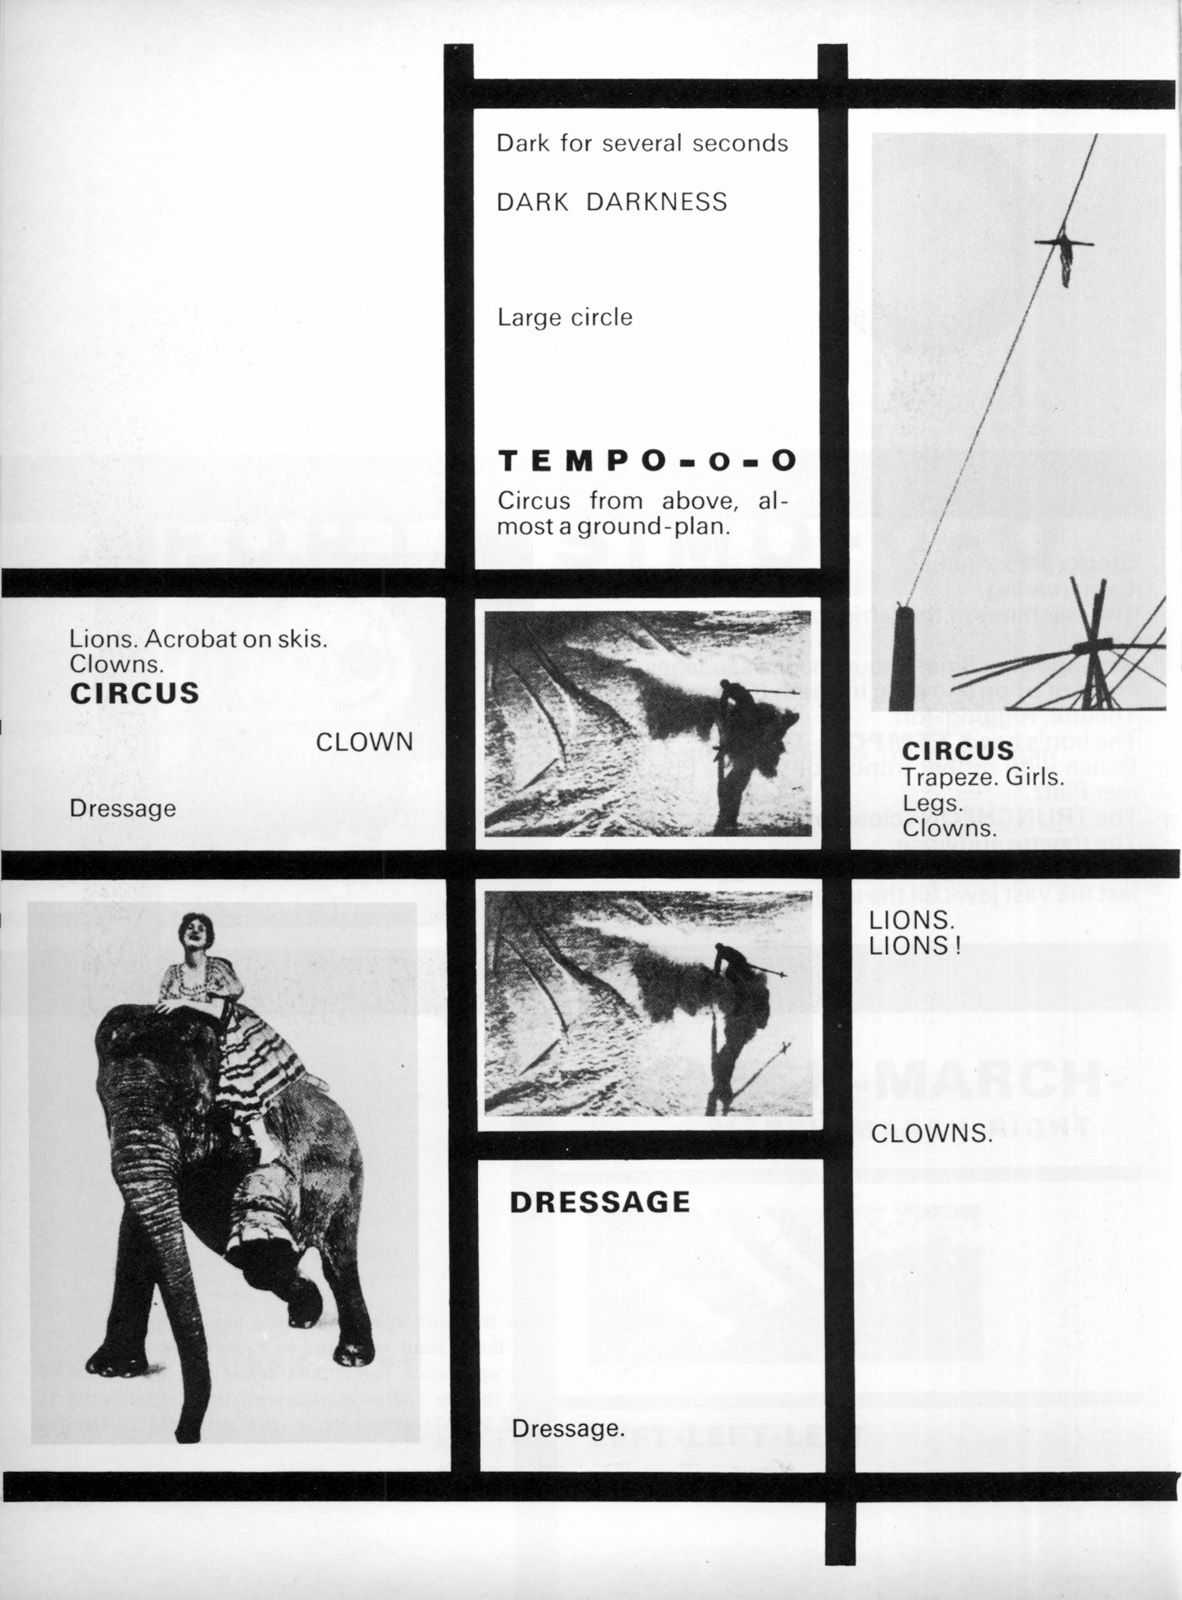 Dark for several seconds
DARK DARKNESS
Large circle
TEMPO-o-O
Circus from above, al-
most a ground-plan.
Lions. Acrobat on skis.
Clowns.
CIRCUS
CLOWN
Dressage
CIRCUS
Trapeze. Girls.
Legs.
Clowns.
LIONS.
LIONS!
CLOWNS.
DRESSAGE
Dressage.